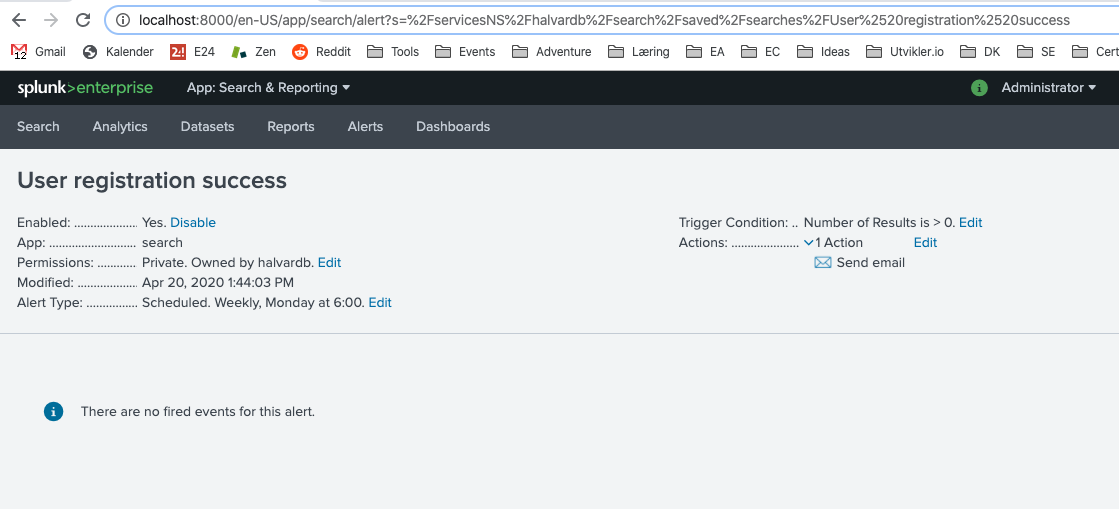 localhost:8000/en-US/app/search/alert?s=%2FservicesNS%2Fhalvardb%2Fsearch%2Fsaved%2Fsearches%2FUser%2520registration%2520success
12 Gmail Kalender 2:! E24 Zen Reddit Tools Events Adventure Læring EA EC Ideas Utvikler.io DK SE Cert
splunk>enterprise App: Search & Reporting i Administrator
Search Analytics Datasets Reports Alerts Dashboards
User registration success
Enabled: .................... Yes. Disable Trigger Condition: .. Number of Results is > 0. Edit
App: ........................... search Actions: ..................... 1 Action Edit
Permissions: ............ Private. Owned by halvardb. Edit Send email
Modified: ................... Apr 20, 2020 1:44:03 PM
Alert Type: ................ Scheduled. Weekly, Monday at 6:00. Edit
i There are no fired events for this alert.